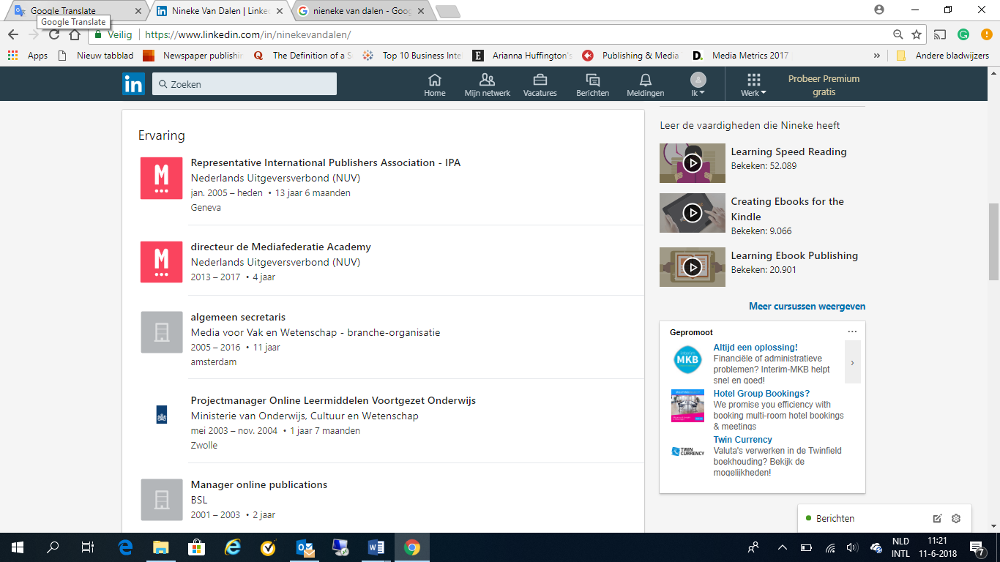 Google Translate
Nineke Van Dalen | Linke
nieneke van dalen - Goo
Google Translate
Veilig
https://www.linkedin.com/in/ninekevandalen/
Apps
Nieuw tabblad
Newspaper publishin
The Definition of a S
Top 10 Business Inte
Arianna Huffington's
Publishing & Media
Media Metrics 2017
»
Andere bladwijzers
in
Zoeken
Home
Mijn netwerk
Vacatures
Berichten
Meldingen
Ik
Werk
Probeer Premium
gratis
Ervaring
M
Representative International Publishers Association - IPA
Nederlands Uitgeversverbond (NUV)
jan. 2005 – heden • 13 jaar 6 maanden
Geneva
M
directeur de Mediafederatie Academy
Nederlands Uitgeversverbond (NUV)
2013 – 2017 • 4 jaar
algemeen secretaris
Media voor Vak en Wetenschap - branche-organisatie
2005 – 2016 • 11 jaar
amsterdam
Projectmanager Online Leermiddelen Voortgezet Onderwijs
Ministerie van Onderwijs, Cultuur en Wetenschap
mei 2003 – nov. 2004 • 1 jaar 7 maanden
Zwolle
Manager online publications
BSL
2001 – 2003 • 2 jaar
Leer de vaardigheden die Nineke heeft
Learning Speed Reading
Bekeken: 52.089
Creating Ebooks for the
Kindle
Bekeken: 9.066
Learning Ebook Publishing
Bekeken: 20.901
Meer cursussen weergeven
Gepromoot
MKB
Altijd een oplossing!
Financiële of administratieve
problemen? Interim-MKB helpt
snel en goed!
Hotel Group Bookings?
We promise you efficiency with
booking multi-room hotel bookings
& meetings
TWIN
CURRENCY
Twin Currency
Valuta's verwerken in de Twinfield
boekhouding? Bekijk de
mogelijkheden!
Berichten
NLD
INTL
11:21
11-6-2018
7